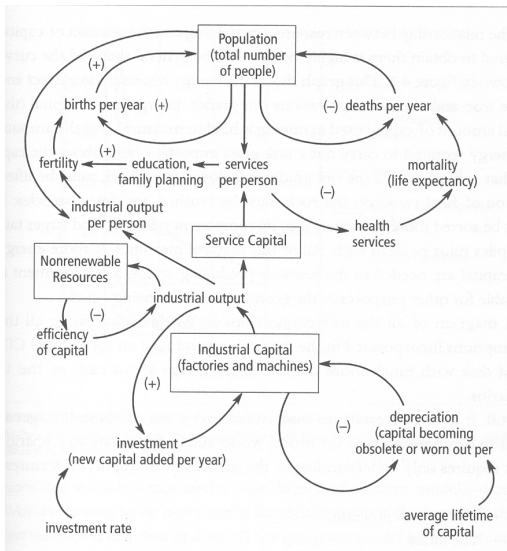 Population
(total number
of people)
(+)
births per year
(+)
(–)
deaths per year
(+)
fertility
education,
family planning
services
per person
mortality
(life expectancy)
(–)
industrial output
per person
health
services
Service Capital
Nonrenewable
Resources
industrial output
(–)
efficiency
of capital
Industrial Capital
(factories and machines)
(+)
(–)
depreciation
(capital becoming
obsolete or worn out per
investment
(new capital added per year)
investment rate
average lifetime
of capital